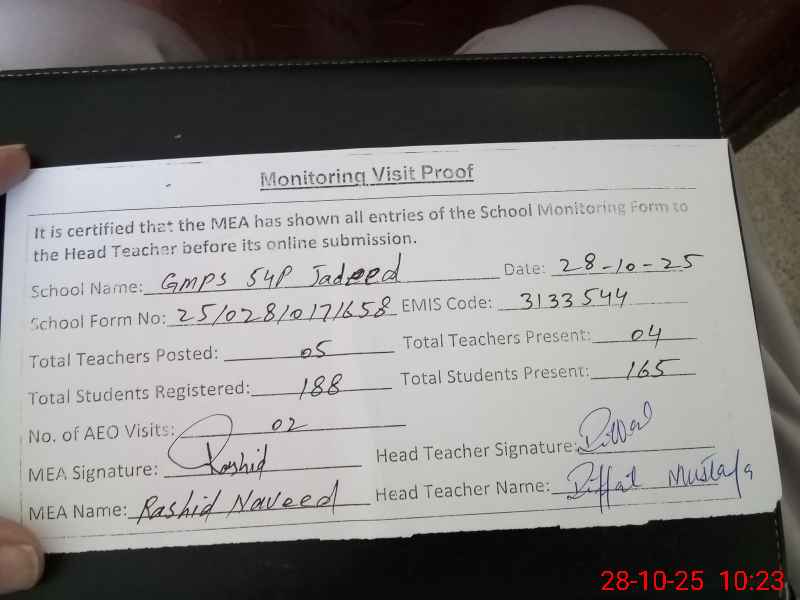 Monitoring Visit Proof
It is certified that the MEA has shown all entries of the School Monitoring Form to
the Head Teacher before its online submission.
School Name: GMPS 54P Jadeed Date: 28-10-25
School Form No: 25/028/0171658 EMIS Code: 3133544
Total Teachers Posted: 05 Total Teachers Present: 04
Total Students Registered: 188 Total Students Present: 165
No. of AEO Visits: 02
MEA Signature: Rashid Head Teacher Signature:
MEA Name: Rashid Naveed Head Teacher Name: Riffat Mustafa
28-10-25 10:23